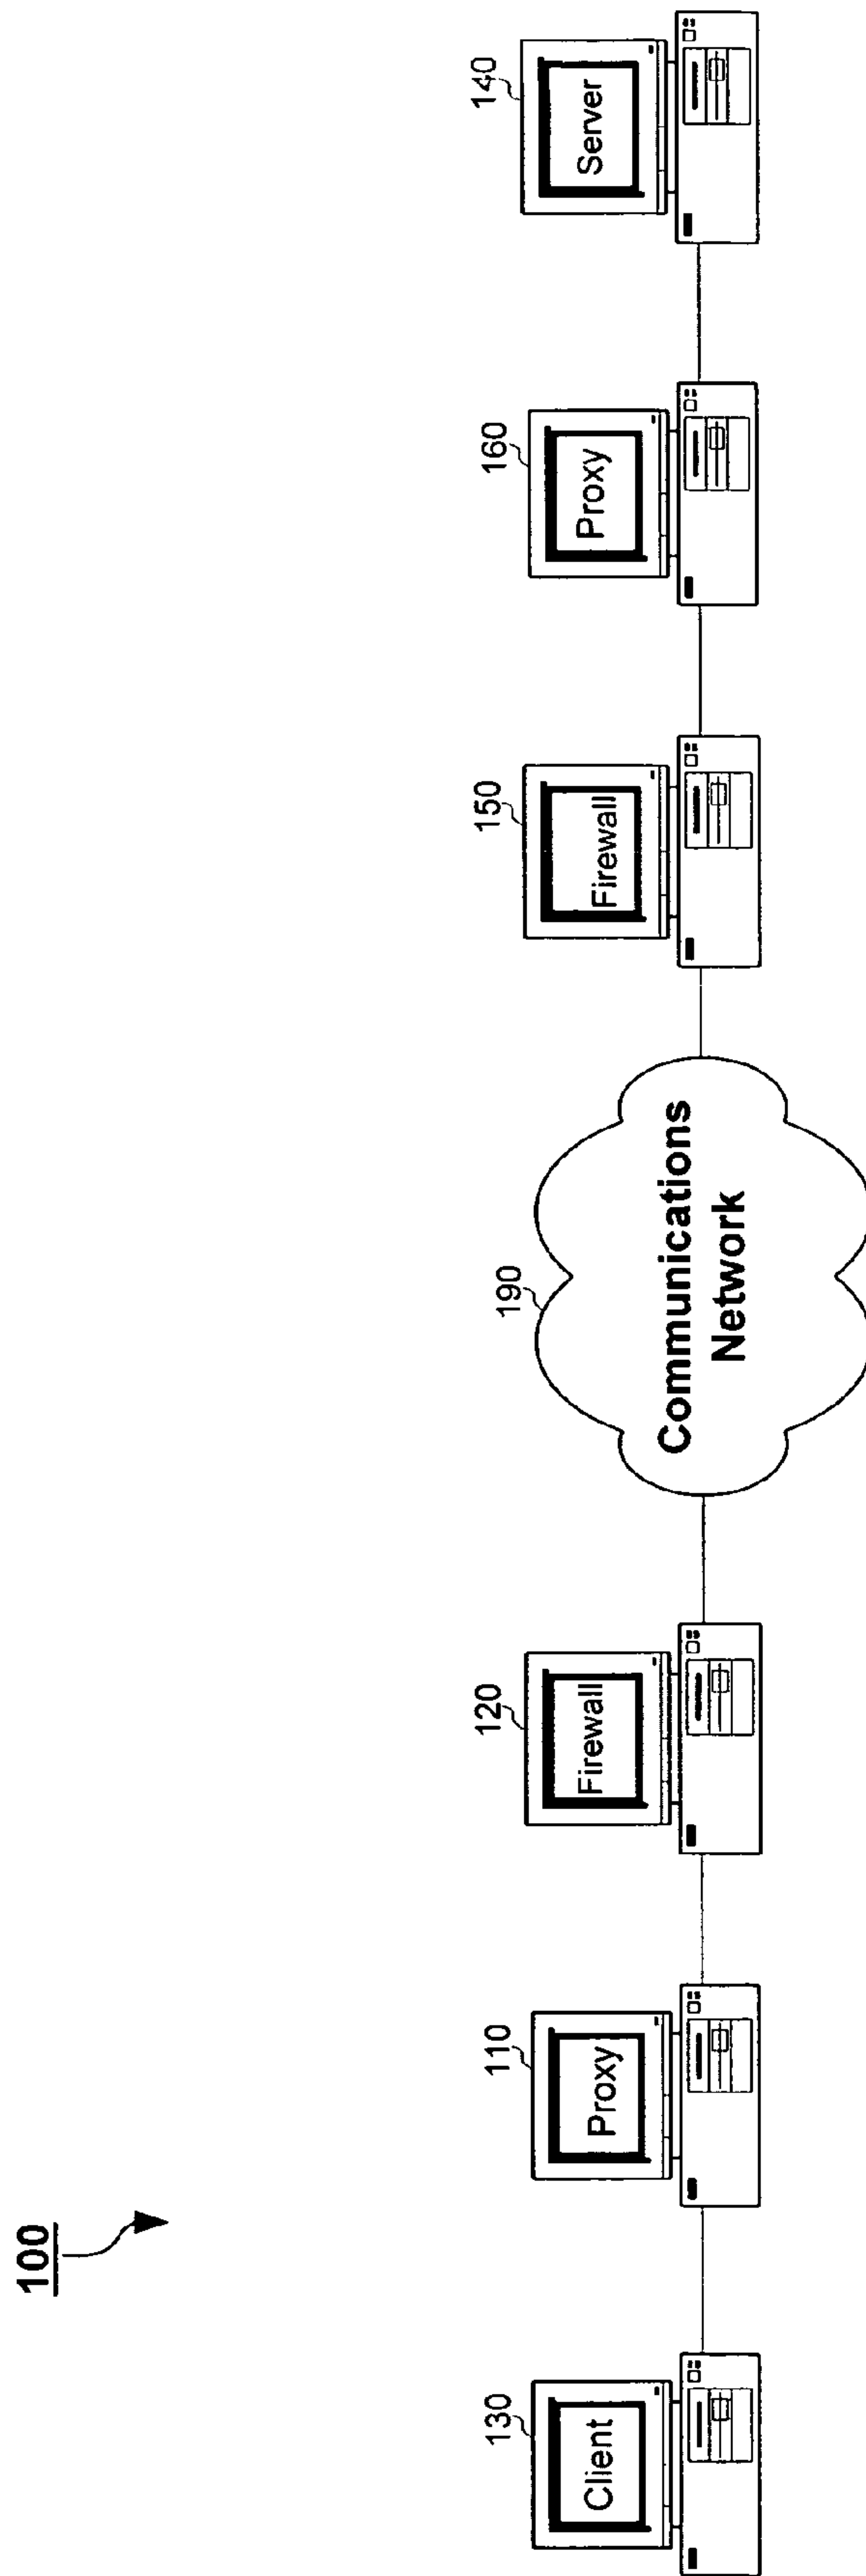 100
130
Client
110
Proxy
120
Firewall
190
Communications
Network
150
Firewall
160
Proxy
140
Server